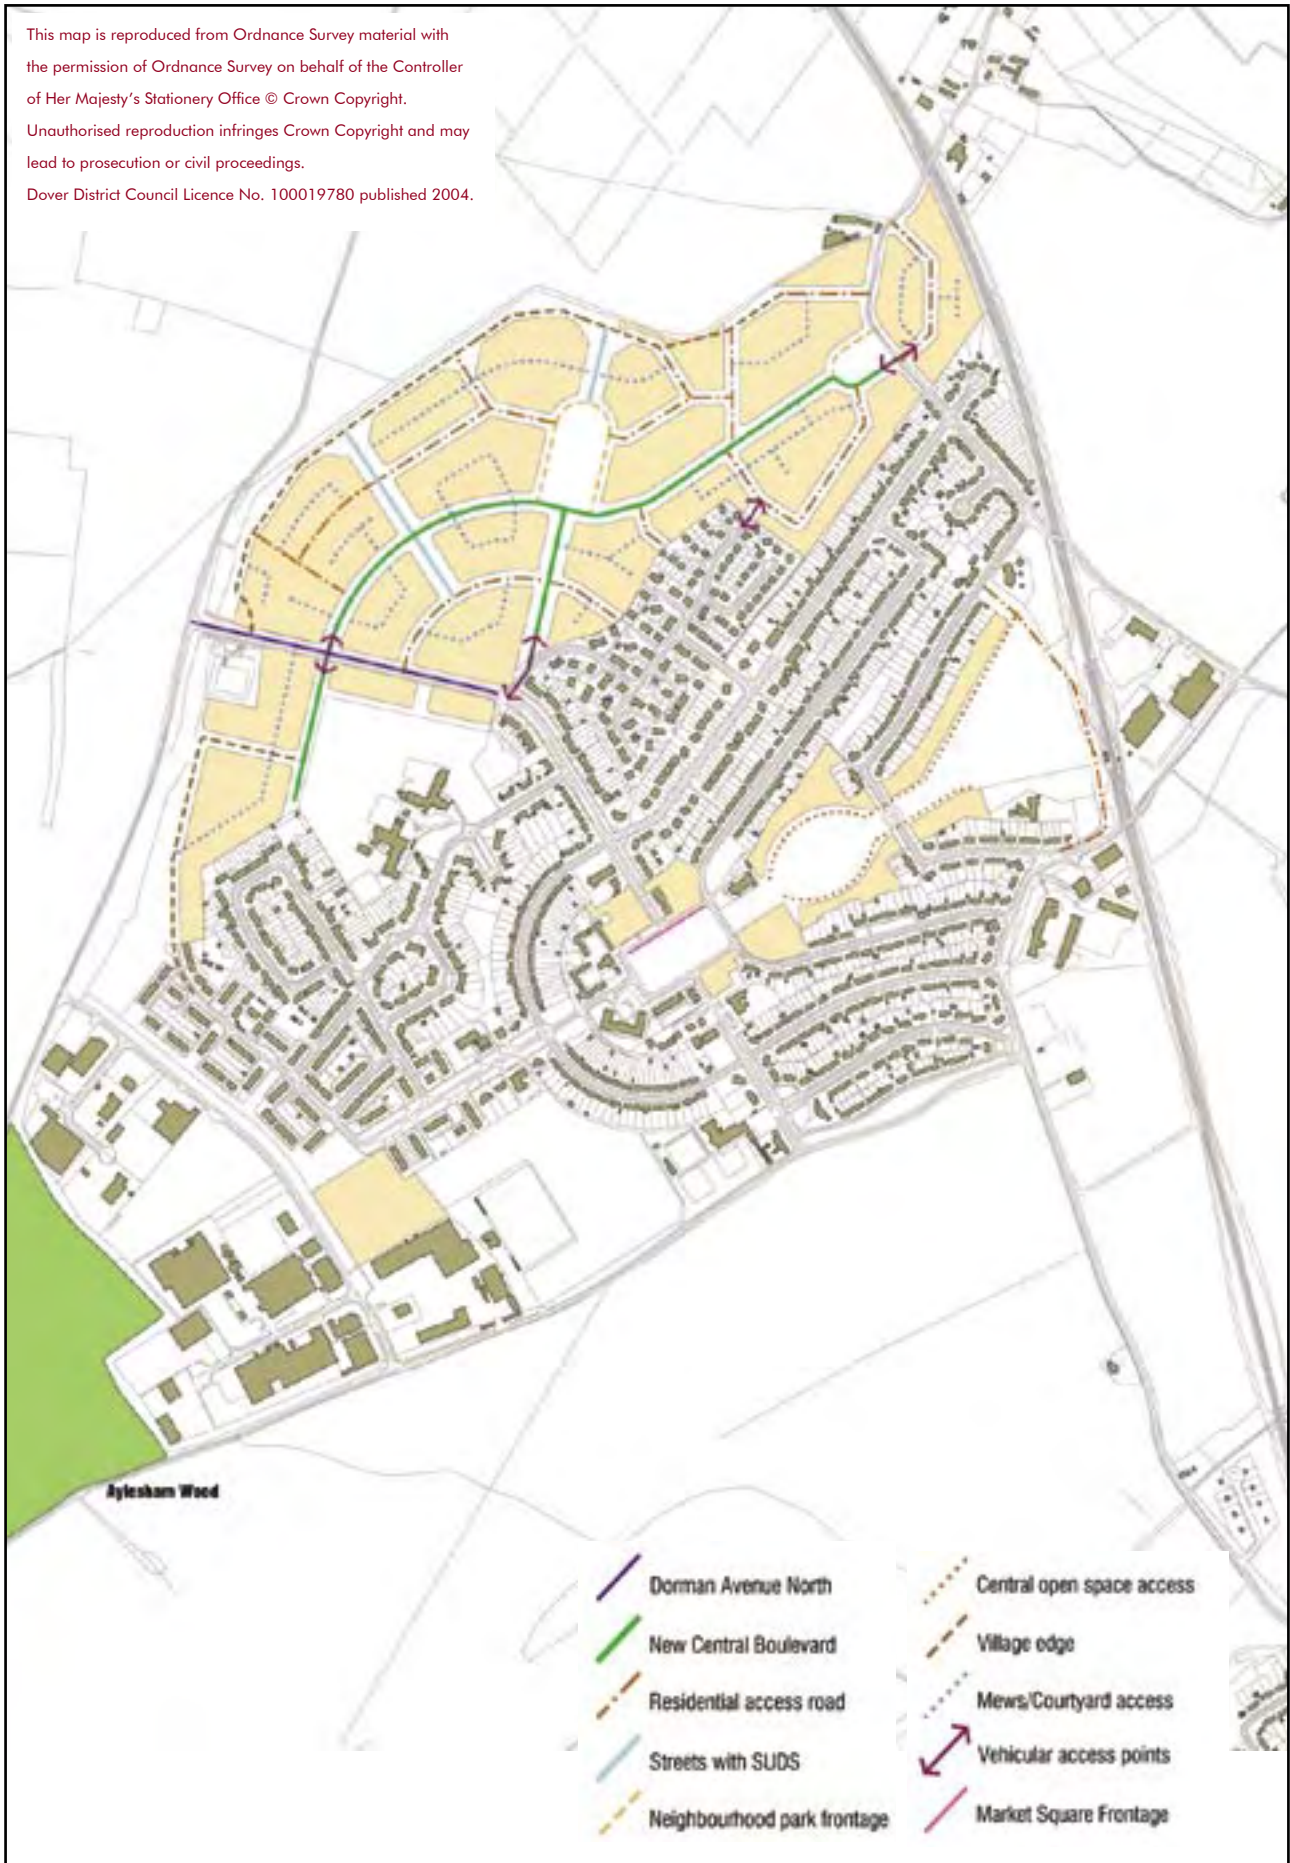 This map is reproduced from Ordnance Survey material with
the permission of Ordnance Survey on behalf of the Controller
of Her Majesty's Stationery Office © Crown Copyright.
Unauthorised reproduction infringes Crown Copyright and may
lead to prosecution or civil proceedings.
Dover District Council Licence No. 100019780 published 2004.
Aylesham Wood
Dorman Avenue North
New Central Boulevard
Residential access road
Streets with SUDS
Neighbourhood park frontage
Central open space access
Village edge
Mews/Courtyard access
Vehicular access points
Market Square Frontage